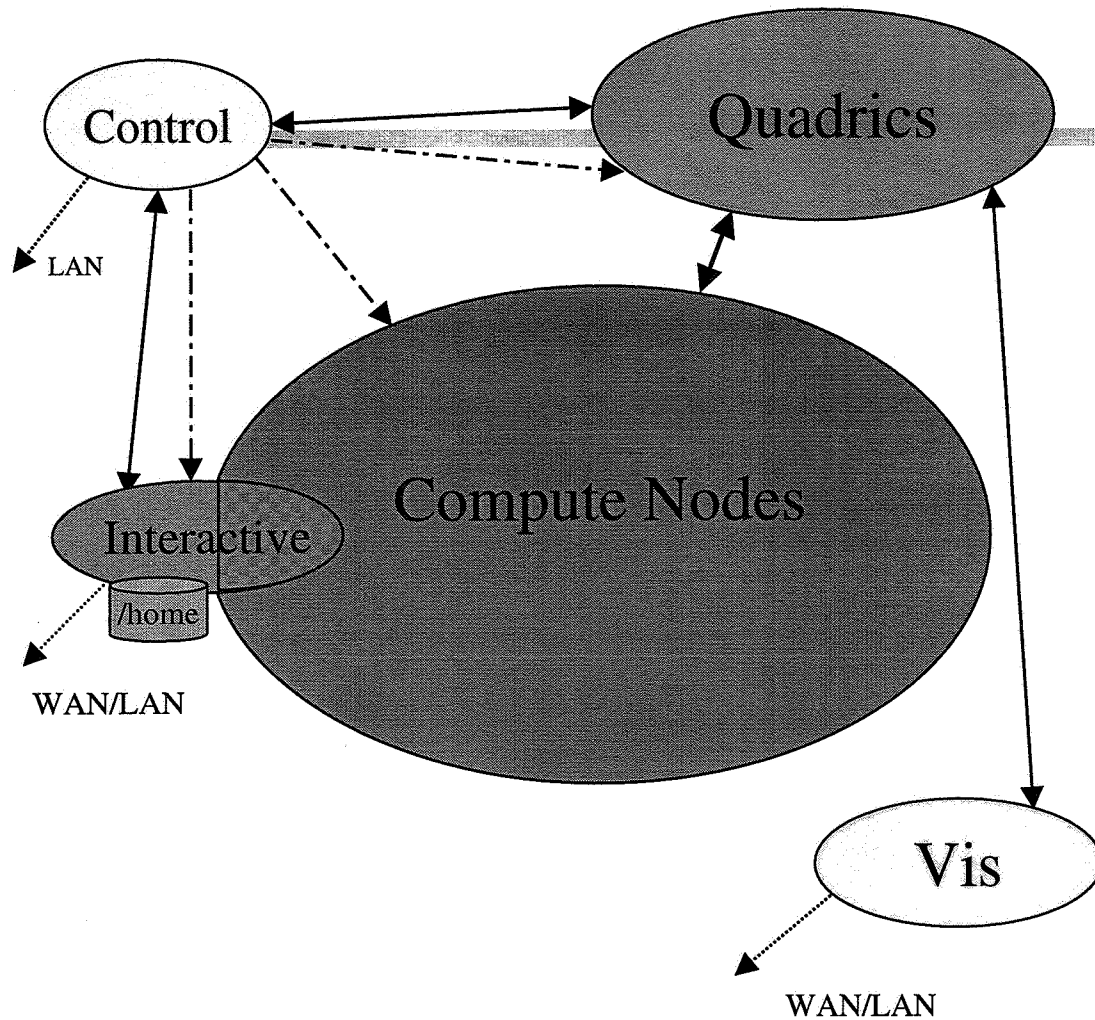 Control
Quadrics
LAN
Compute Nodes
Interactive
/home
WAN/LAN
Vis
WAN/LAN